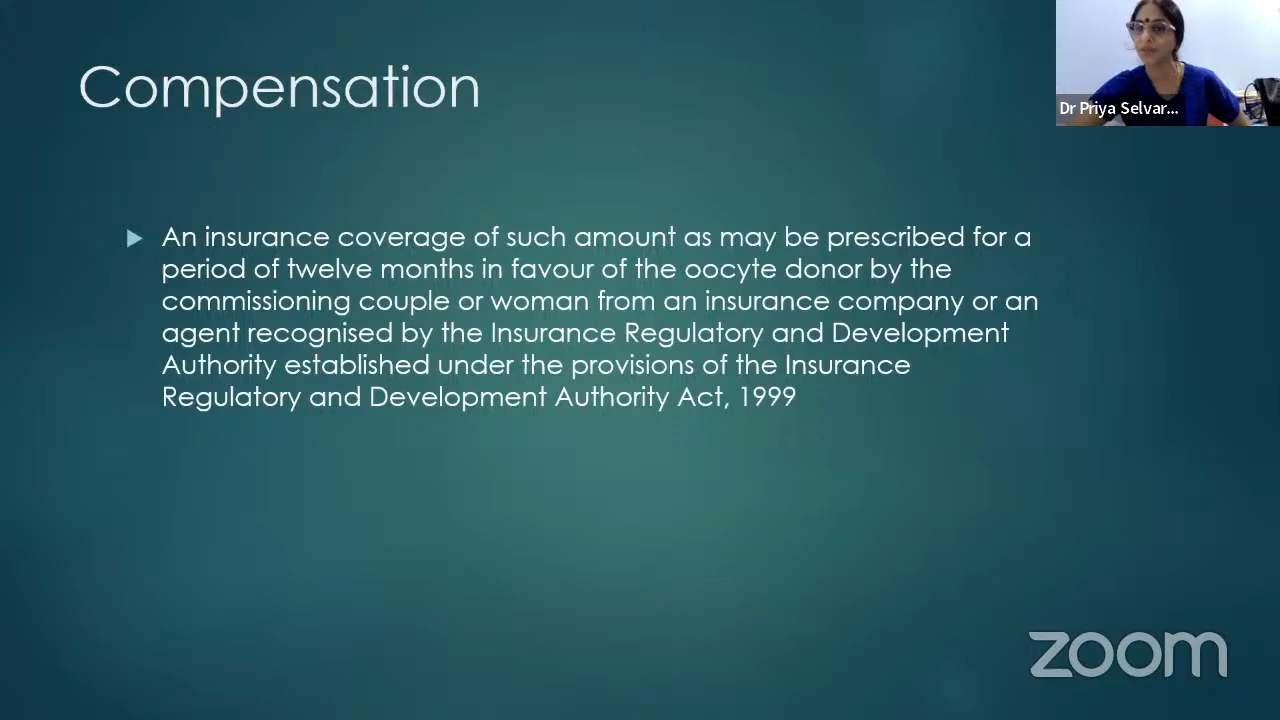 Compensation
Dr Priya Selvar...
An insurance coverage of such amount as may be prescribed for a
period of twelve months in favour of the oocyte donor by the
commissioning couple or woman from an insurance company or an
agent recognised by the Insurance Regulatory and Development
Authority established under the provisions of the Insurance
Regulatory and Development Authority Act, 1999
zoom